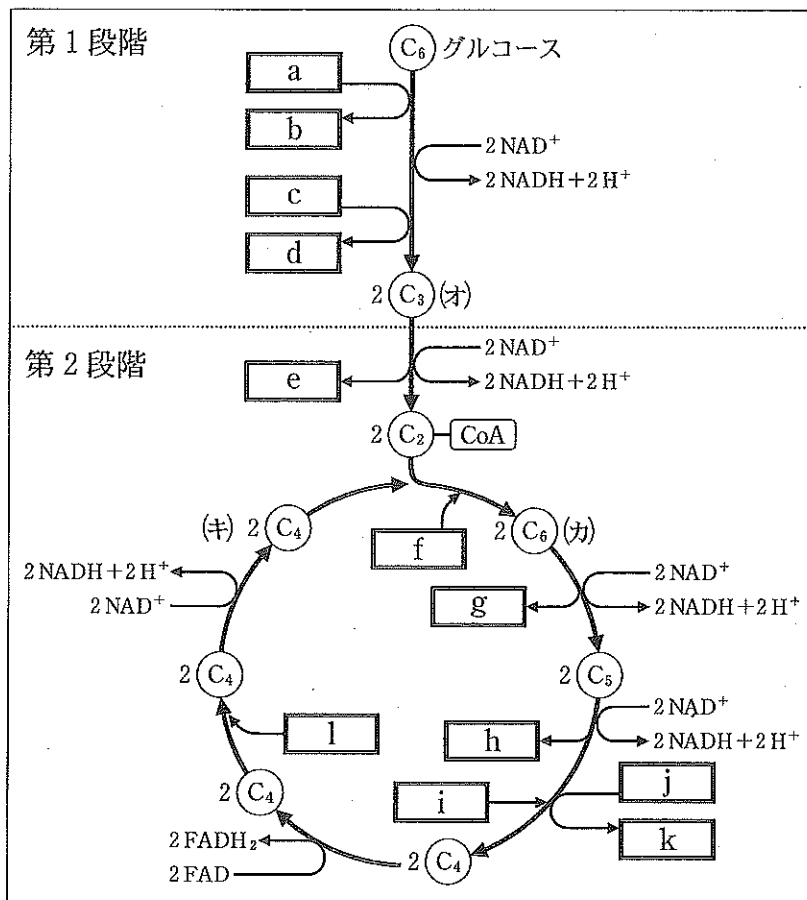 第1段階
C₆ グルコース
a
b
2NAD⁺
2NADH+2H⁺
c
d
2 C₃ (オ)
第2段階
2NAD⁺
e
2NADH+2H⁺
2 C₂ CoA
(キ) 2 C₄
f
2 C₆ (カ)
2NADH+2H⁺
2NAD⁺
2NAD⁺
g
2NADH+2H⁺
2 C₄
2 C₅
l
2NAD⁺
h
2NADH+2H⁺
2 C₄
i
j
k
2FADH₂
2FAD
2 C₄